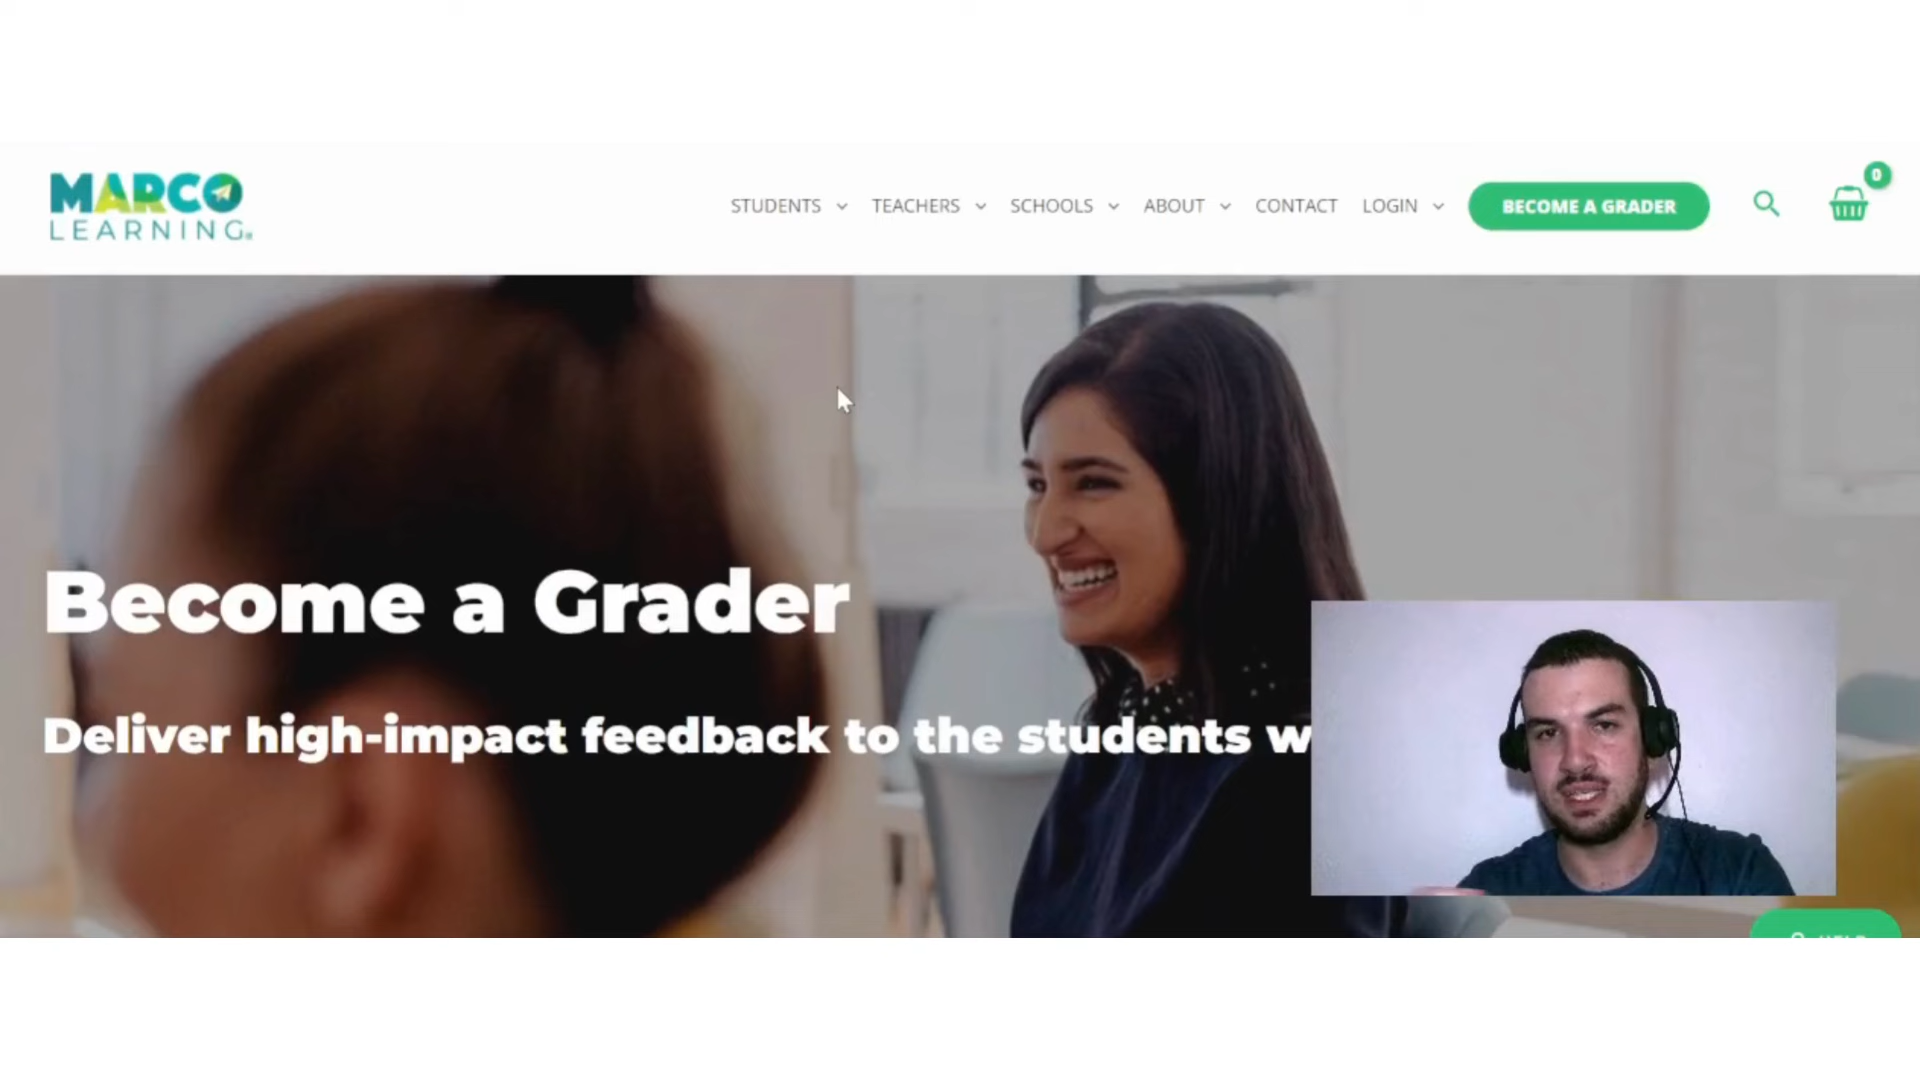 MARCO
LEARNING
STUDENTS TEACHERS SCHOOLS ABOUT CONTACT LOGIN BECOME A GRADER 0
Become a Grader
Deliver high-impact feedback to the students w